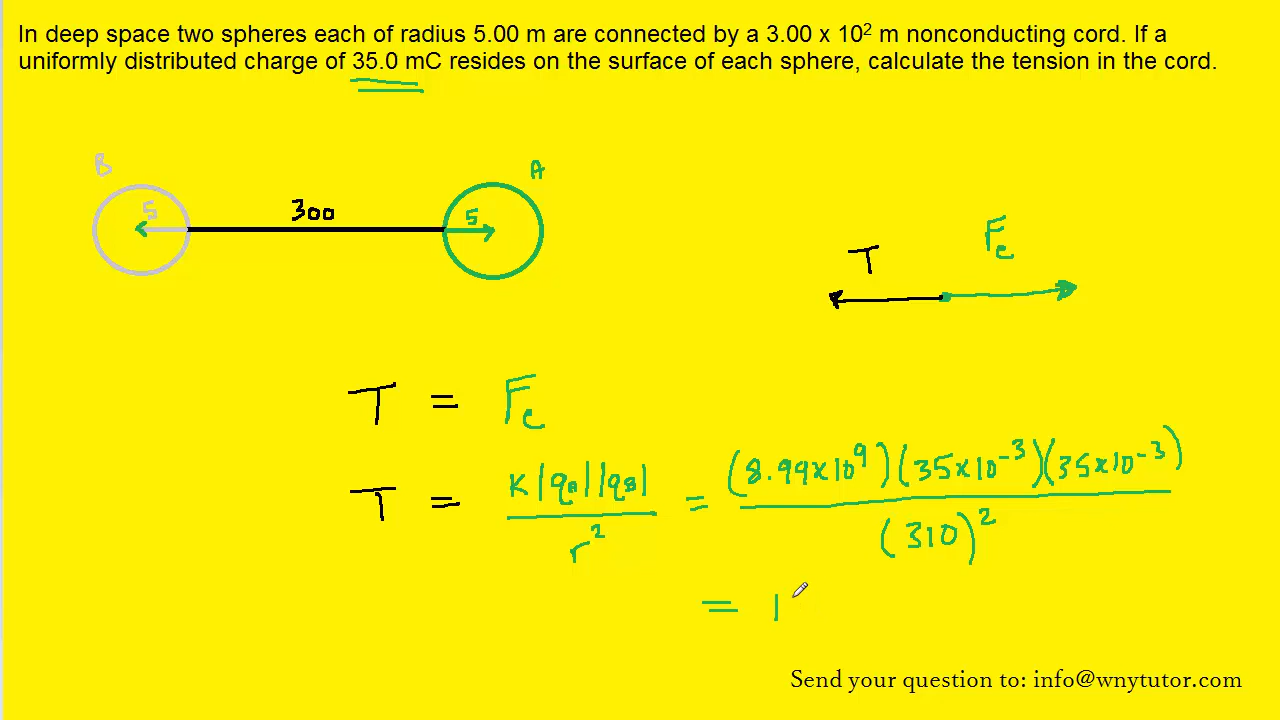 In deep space two spheres each of radius 5.00 m are connected by a 3.00 x 10² m nonconducting cord. If a
uniformly distributed charge of 35.0 mC resides on the surface of each sphere, calculate the tension in the cord.
B
A
5
300
5
T
Fₑ
T = Fₑ
T = K|qA||qB| / r² = (8.99x10⁹)(35x10⁻³)(35x10⁻³) / (310)²
= 1
Send your question to: info@wnytutor.com